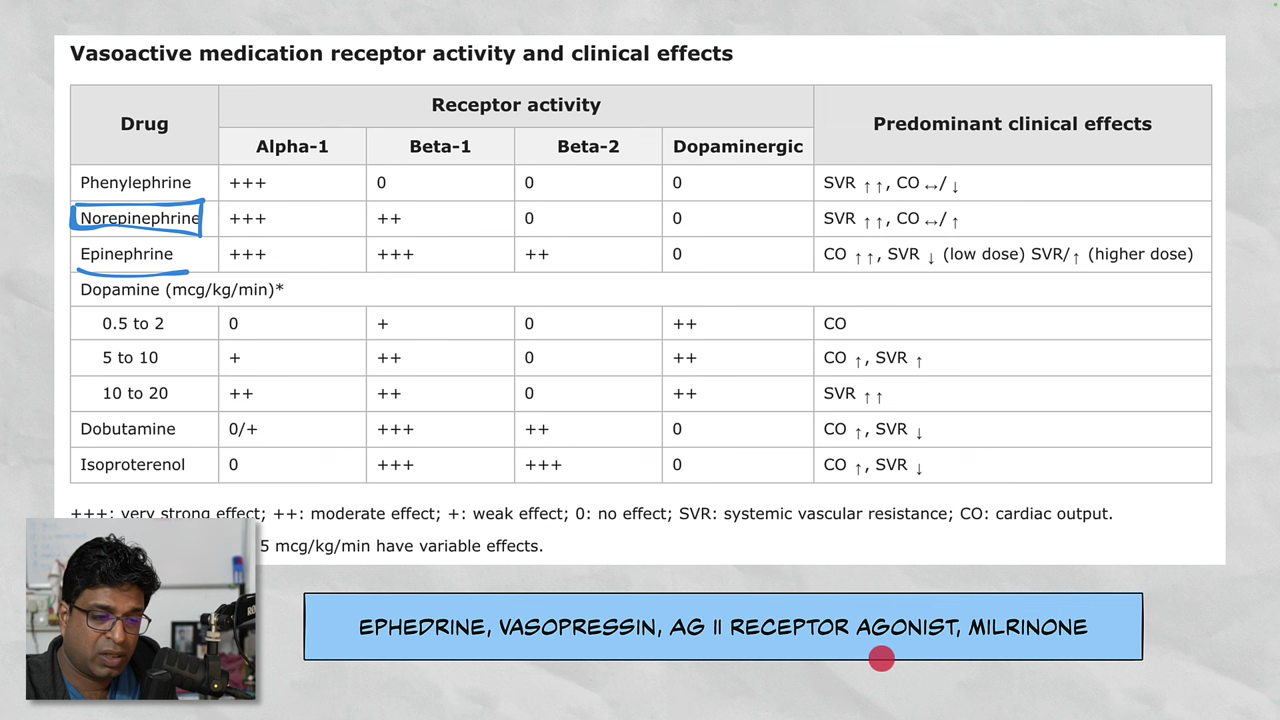 Vasoactive medication receptor activity and clinical effects
Drug
Receptor activity
Predominant clinical effects
Alpha-1 Beta-1 Beta-2 Dopaminergic
Phenylephrine +++ 0 0 0 SVR ↑↑, CO ↔/↓
Norepinephrine +++ ++ 0 0 SVR ↑↑, CO ↔/↑
Epinephrine +++ +++ ++ 0 CO ↑↑, SVR ↓ (low dose) SVR/↑ (higher dose)
Dopamine (mcg/kg/min)*
0.5 to 2 0 + 0 ++ CO
5 to 10 + ++ 0 ++ CO ↑, SVR ↑
10 to 20 ++ ++ 0 ++ SVR ↑↑
Dobutamine 0/+ +++ ++ 0 CO ↑, SVR ↓
Isoproterenol 0 +++ +++ 0 CO ↑, SVR ↓
+++: very strong effect; ++: moderate effect; +: weak effect; 0: no effect; SVR: systemic vascular resistance; CO: cardiac output.
5 mcg/kg/min have variable effects.
EPHEDRINE, VASOPRESSIN, AG II RECEPTOR AGONIST, MILRINONE